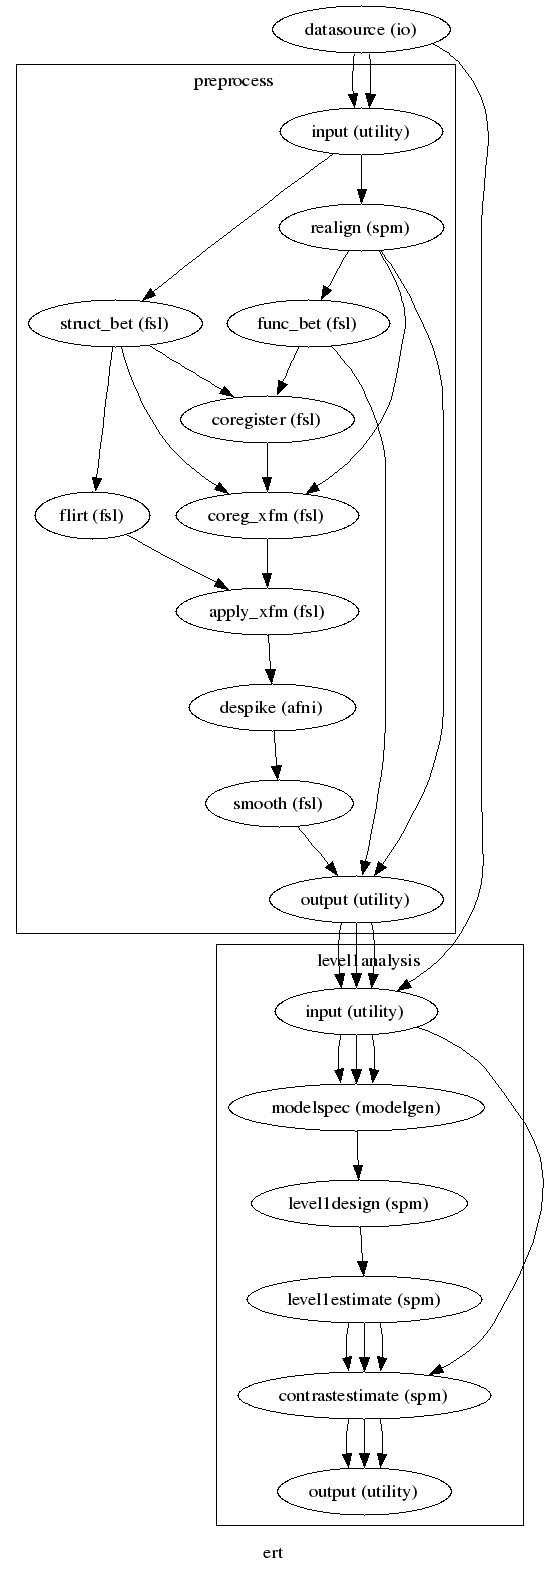 datasource (io)
preprocess
input (utility)
realign (spm)
struct_bet (fsl)
func_bet (fsl)
coregister (fsl)
flirt (fsl)
coreg_xfm (fsl)
apply_xfm (fsl)
despike (afni)
smooth (fsl)
output (utility)
level1analysis
input (utility)
modelspec (modelgen)
level1design (spm)
level1estimate (spm)
contrastestimate (spm)
output (utility)
ert